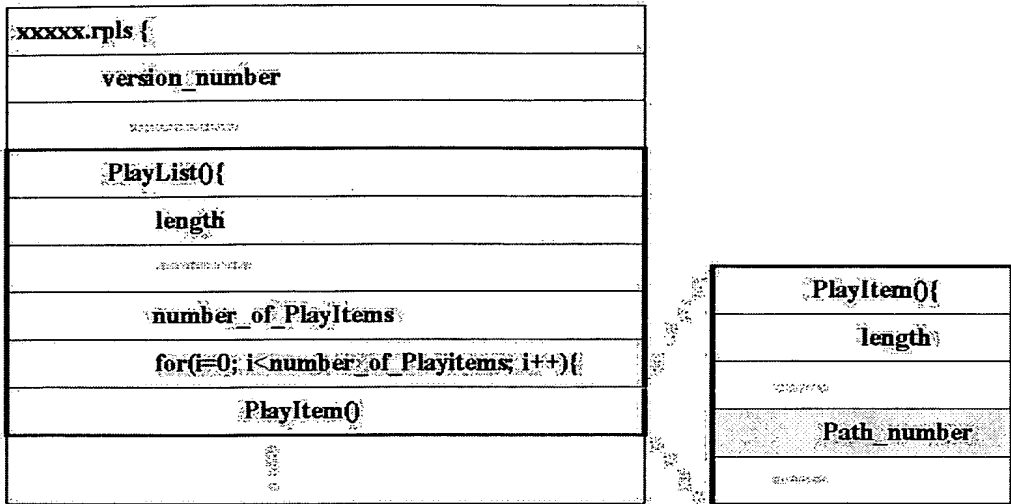 xxxxx.rpls {
version_number
PlayList(){
length
number_of_PlayItems
for(i=0; i<number_of_Playitems; i++){
PlayItem()
PlayItem(){
length
Path_number